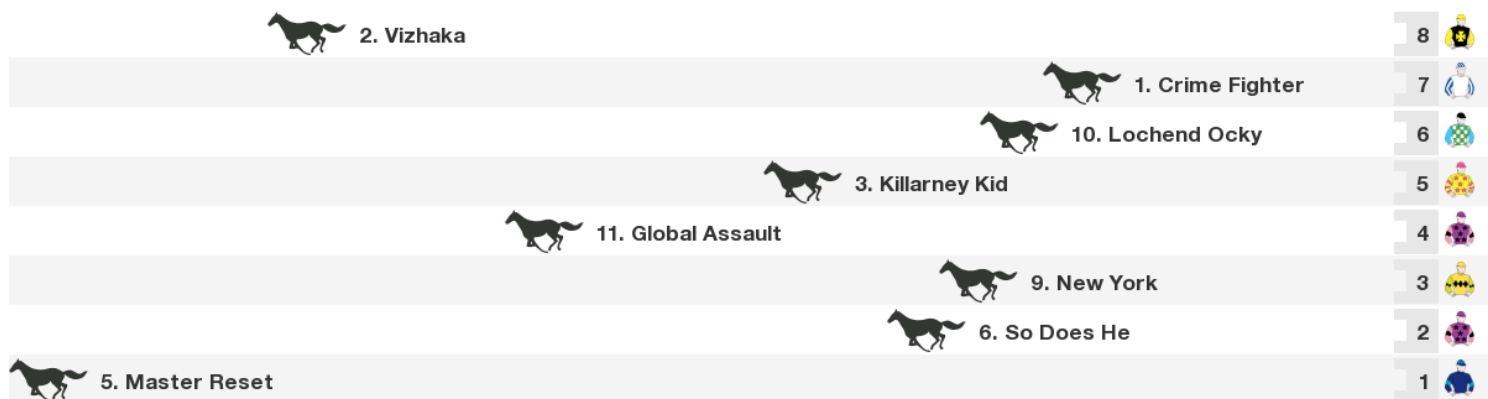 2. Vizhaka 8
1. Crime Fighter 7
10. Lochend Ocky 6
3. Killarney Kid 5
11. Global Assault 4
9. New York 3
6. So Does He 2
5. Master Reset 1